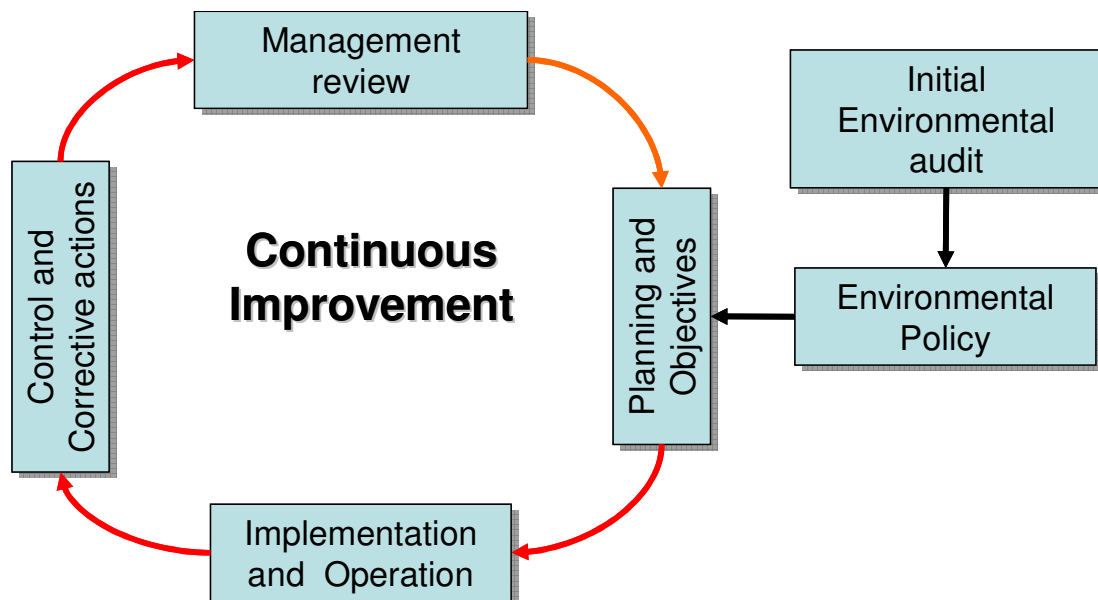 Management
review
Initial
Environmental
audit
Control and
Corrective actions
Continuous
Improvement
Planning and
Objectives
Environmental
Policy
Implementation
and  Operation